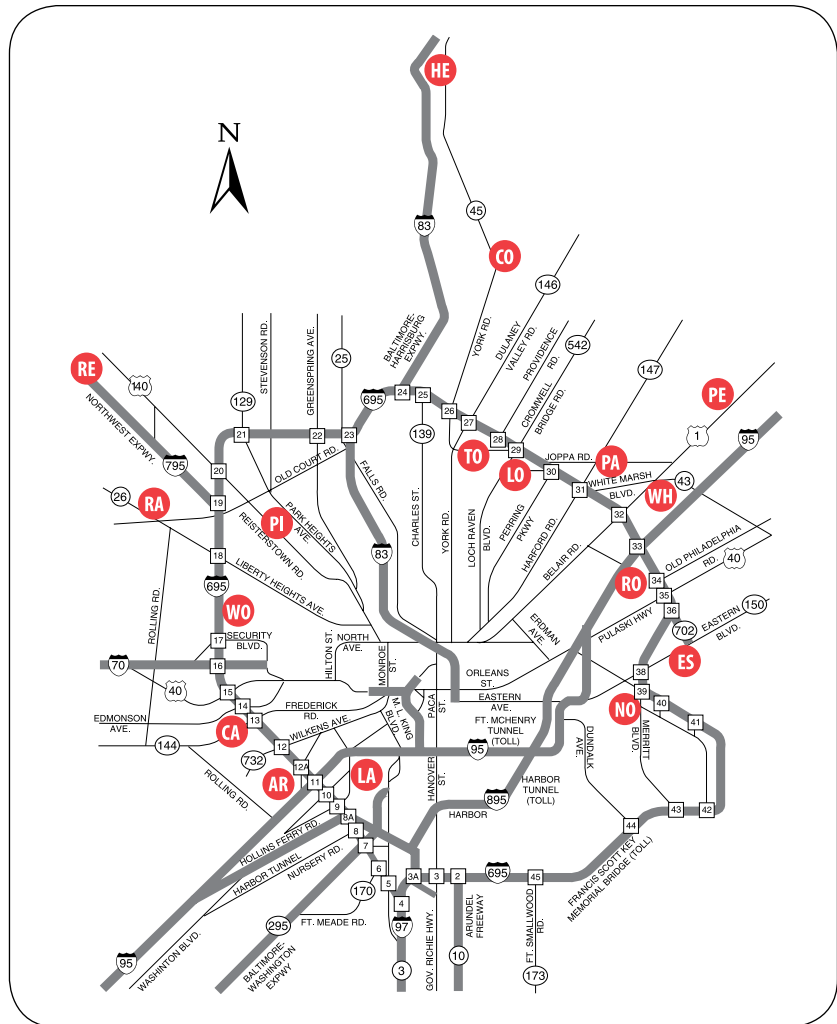 HE
N
45
83
CO
146
BALTIMORE-
HARRISBURG
EXPWY.
YORK RD.
DULANEY
VALLEY RD.
PROVIDENCE
RD.
CROMWELL
BRIDGE RD.
542
STEVENSON RD.
GREENSPRING AVE.
25
147
RE
140
129
695
PE
NORTHWEST EXPWY.
795
21
22
23
24
25
26
27
28
29
139
1
95
OLD COURT RD.
FALLS RD.
CHARLES ST.
TO
LO
JOPPA RD.
PA
30
31
WHITE MARSH
BLVD.
43
WH
20
19
26
RA
PI
PARK HEIGHTS
AVE.
REISTERSTOWN RD.
YORK RD.
LOCH RAVEN
BLVD.
PERRING
PKWY
HARFORD RD.
BELAIR RD.
32
33
OLD PHILADELPHIA
RD.
40
18
83
695
LIBERTY HEIGHTS AVE.
ROLLING RD.
WO
RO
34
35
36
PULASKI HWY
ERDMAN
AVE.
702
150
EASTERN
BLVD.
17
SECURITY
BLVD.
HILTON ST.
NORTH
AVE.
MONROE
ST.
70
16
ES
40
15
14
13
ORLEANS
ST.
EASTERN
AVE.
38
39
40
41
NO
EDMONSON
AVE.
FREDERICK
RD.
M. L. KING
BLVD.
PACA
ST.
FT. MCHENRY
TUNNEL
(TOLL)
CA
WILKENS AVE.
144
732
12
12A
11
95
DUNDALK
AVE.
MERRITT
BLVD.
AR
LA
10
9
8A
8
7
HANOVER
ST.
HARBOR
TUNNEL
(TOLL)
895
HARBOR
ROLLING RD.
HOLLINS FERRY RD.
HARBOR TUNNEL
NURSERY RD.
44
43
42
6
5
3A
3
2
695
45
FRANCIS SCOTT KEY
MEMORIAL BRIDGE (TOLL)
170
4
FT. MEADE RD.
97
295
GOV. RICHIE HWY.
ARUNDEL
FREEWAY
FT. SMALLWOOD
RD.
95
WASHINTON BLVD.
BALTIMORE-
WASHINGTON
EXPWY
3
10
173